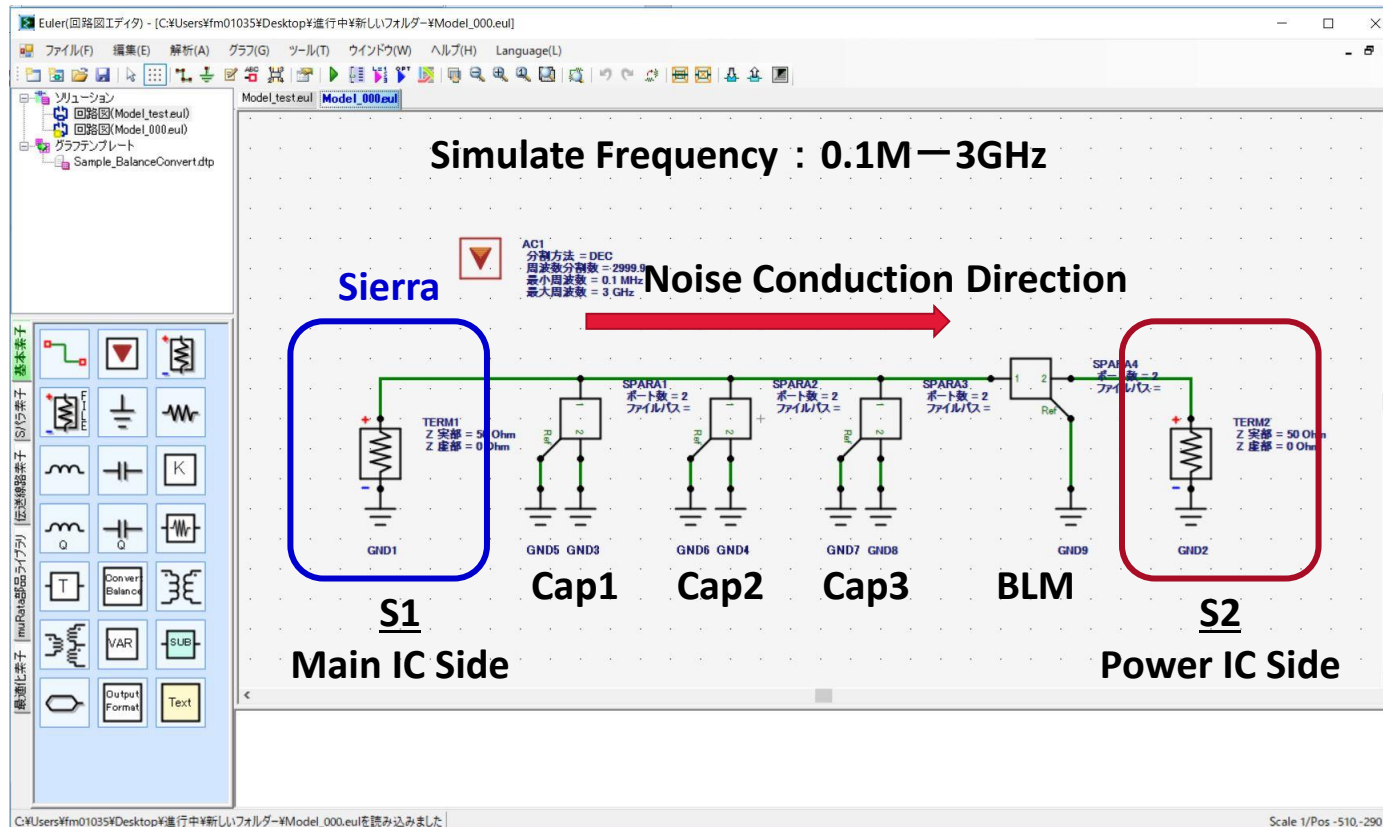 Euler(回路図エディタ) - [C:¥Users¥fm01035¥Desktop¥進行中¥新しいフォルダー¥Model_000.eul]
ファイル(F) 編集(E) 解析(A) グラフ(G) ツール(T) ウインドウ(W) ヘルプ(H) Language(L)
ソリューション
回路図(Model_test.eul)
回路図(Model_000.eul)
グラフテンプレート
Sample_BalanceConvert.dtp
Model_test.eul Model_000.eul
Simulate Frequency : 0.1M－3GHz
AC1
分割方法 = DEC
周波数分割数 = 2999.9
最小周波数 = 0.1 MHz
最大周波数 = 3 GHz
Sierra
Noise Conduction Direction
TERM1
Z 実部 = 50 Ohm
Z 虚部 = 0 Ohm
SPARA1
ポート数 = 2
ファイルパス =
SPARA2
ポート数 = 2
ファイルパス =
SPARA3
ポート数 = 2
ファイルパス =
SPARA4
ポート数 = 2
ファイルパス =
TERM2
Z 実部 = 50 Ohm
Z 虚部 = 0 Ohm
1 2
Ref
Ref 1 2
Ref 1 2
Ref 1 2
GND1 GND5 GND3 GND6 GND4 GND7 GND8 GND9 GND2
Cap1 Cap2 Cap3 BLM
S1 S2
Main IC Side Power IC Side
基本素子
Sパラ素子
伝送線路素子
muRata部品ライブラリ
最適化素子
FILE
K
Q Q
T
Convert
Balance
VAR
SUB
Output
Format
Text
C:¥Users¥fm01035¥Desktop¥進行中¥新しいフォルダー¥Model_000.eulを読み込みました
Scale 1/Pos -510,-290